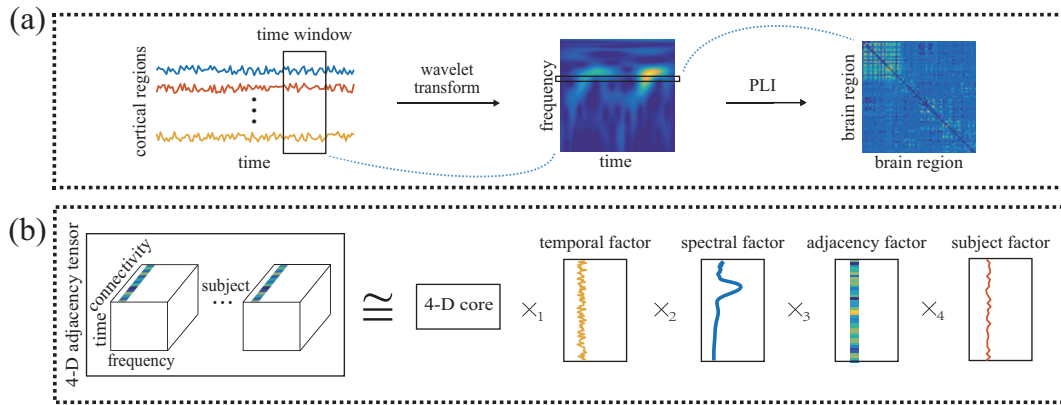 (a)
time window
cortical regions
time
wavelet
transform
frequency
time
PLI
brain region
brain region
(b)
4-D adjacency tensor
time
connectivity
frequency
subject
...
≅
4-D core
×1
temporal factor
×2
spectral factor
×3
adjacency factor
×4
subject factor